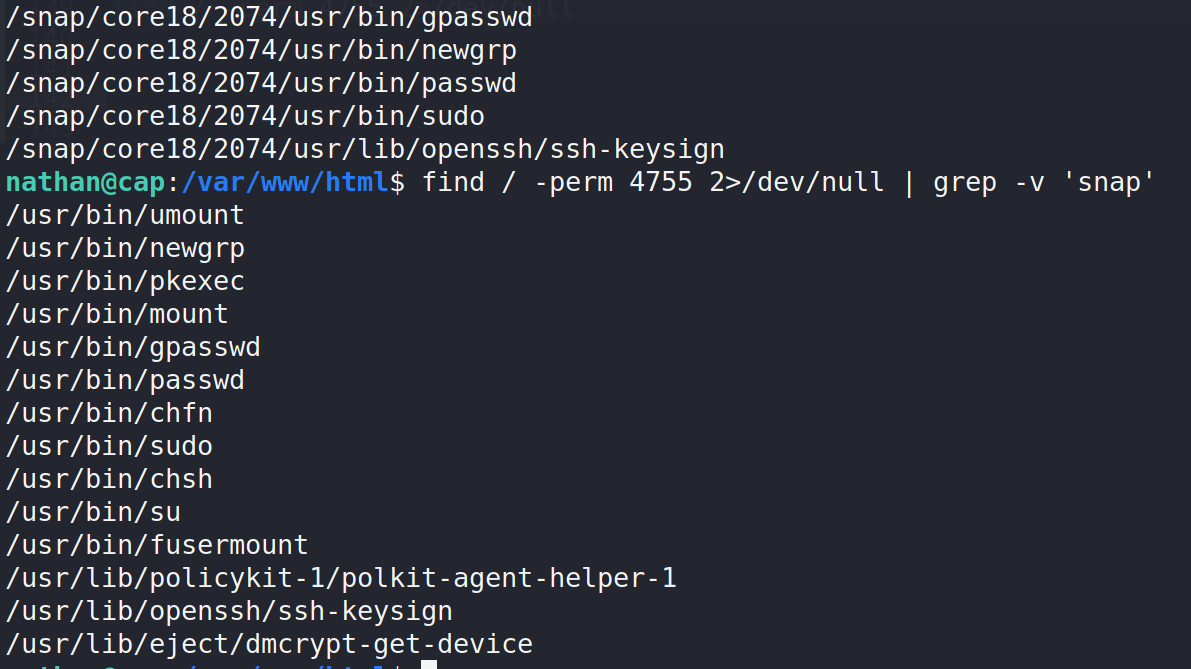 /snap/core18/2074/usr/bin/gpasswd
/snap/core18/2074/usr/bin/newgrp
/snap/core18/2074/usr/bin/passwd
/snap/core18/2074/usr/bin/sudo
/snap/core18/2074/usr/lib/openssh/ssh-keysign
nathan@cap:/var/www/html$ find / -perm 4755 2>/dev/null | grep -v 'snap'
/usr/bin/umount
/usr/bin/newgrp
/usr/bin/pkexec
/usr/bin/mount
/usr/bin/gpasswd
/usr/bin/passwd
/usr/bin/chfn
/usr/bin/sudo
/usr/bin/chsh
/usr/bin/su
/usr/bin/fusermount
/usr/lib/policykit-1/polkit-agent-helper-1
/usr/lib/openssh/ssh-keysign
/usr/lib/eject/dmcrypt-get-device